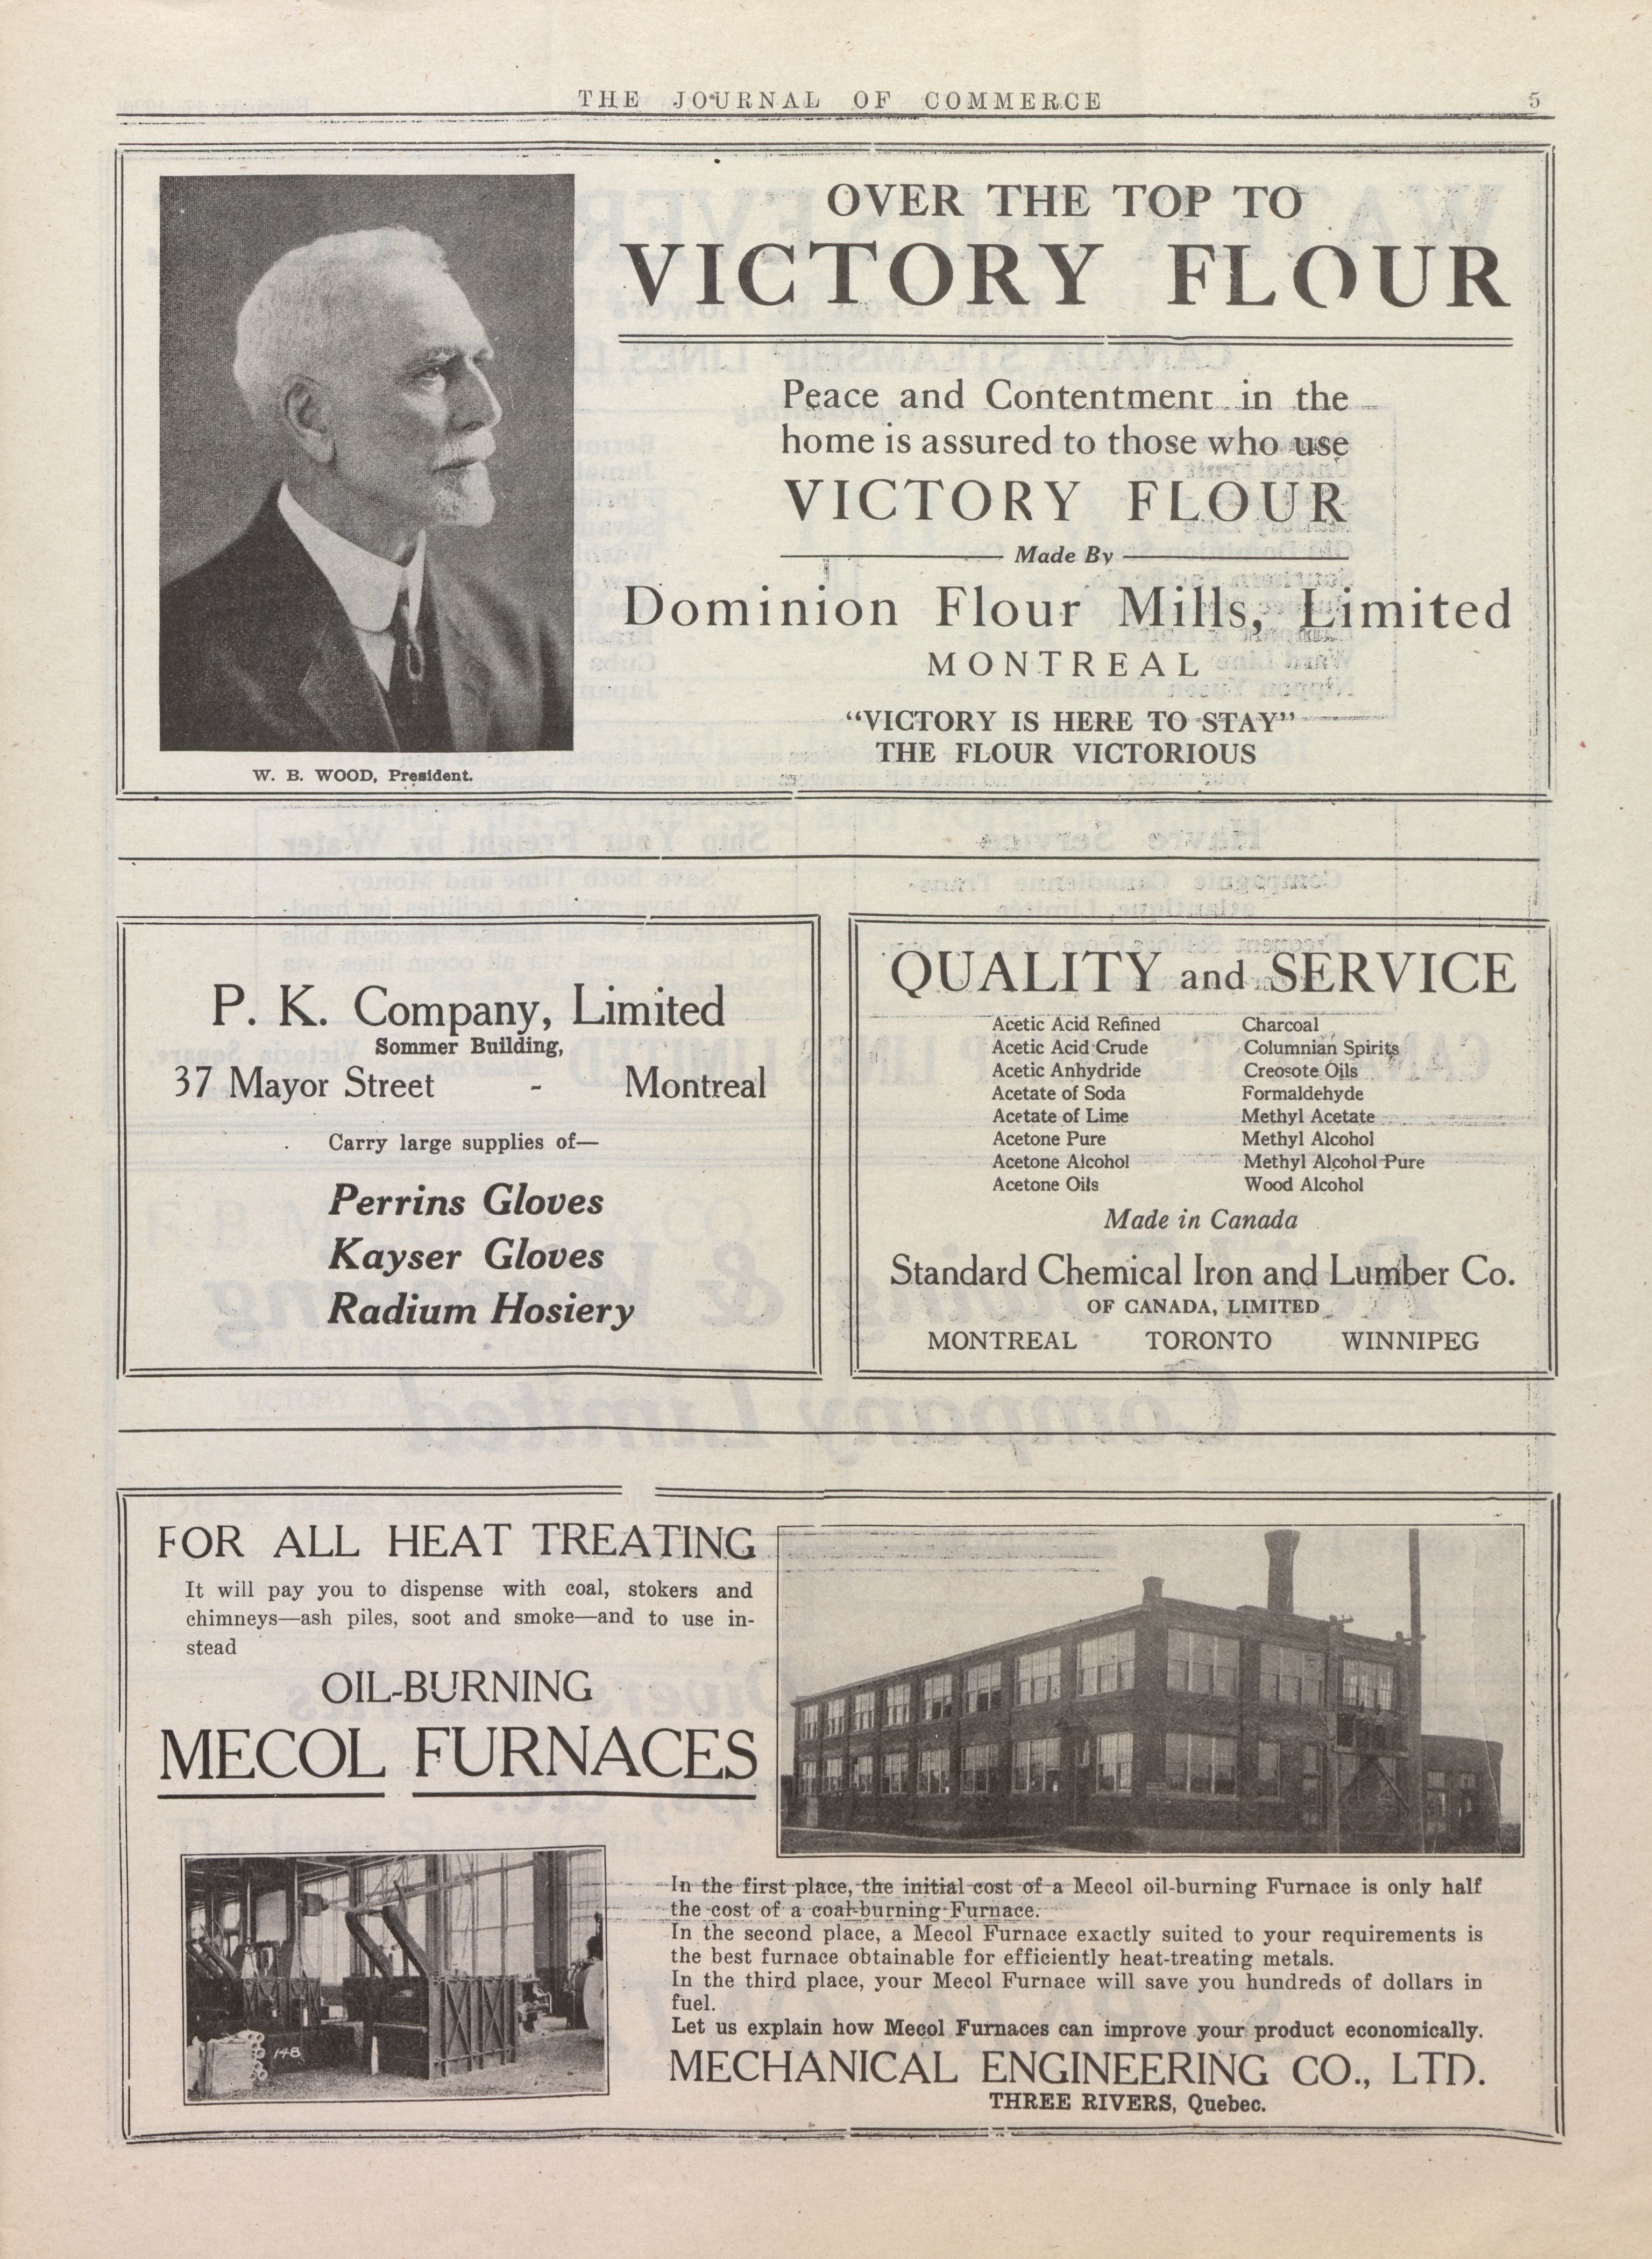 THE JOURNAL OF COMMERCE 5
OVER THE TOP TO
VICTORY FLOUR
Peace and Contentment in the
home is assured to those who use
VICTORY FLOUR
Made By
Dominion Flour Mills, Limited
MONTREAL
“VICTORY IS HERE TO STAY”
THE FLOUR VICTORIOUS
W. B. WOOD, President.
P. K. Company, Limited
Sommer Building,
37 Mayor Street - Montreal
Carry large supplies of—
Perrins Gloves
Kayser Gloves
Radium Hosiery
QUALITY and SERVICE
Acetic Acid Refined
Acetic Acid Crude
Acetic Anhydride
Acetate of Soda
Acetate of Lime
Acetone Pure
Acetone Alcohol
Acetone Oils
Charcoal
Columnian Spirits
Creosote Oils
Formaldehyde
Methyl Acetate
Methyl Alcohol
Methyl Alcohol Pure
Wood Alcohol
Made in Canada
Standard Chemical Iron and Lumber Co.
OF CANADA, LIMITED
MONTREAL TORONTO WINNIPEG
FOR ALL HEAT TREATING
It will pay you to dispense with coal, stokers and
chimneys—ash piles, soot and smoke—and to use in-
stead
OIL-BURNING
MECOL FURNACES
148
In the first place, the initial cost of a Mecol oil-burning Furnace is only half
the cost of a coal-burning Furnace.
In the second place, a Mecol Furnace exactly suited to your requirements is
the best furnace obtainable for efficiently heat-treating metals.
In the third place, your Mecol Furnace will save you hundreds of dollars in
fuel.
Let us explain how Mecol Furnaces can improve your product economically.
MECHANICAL ENGINEERING CO., LTD.
THREE RIVERS, Quebec.